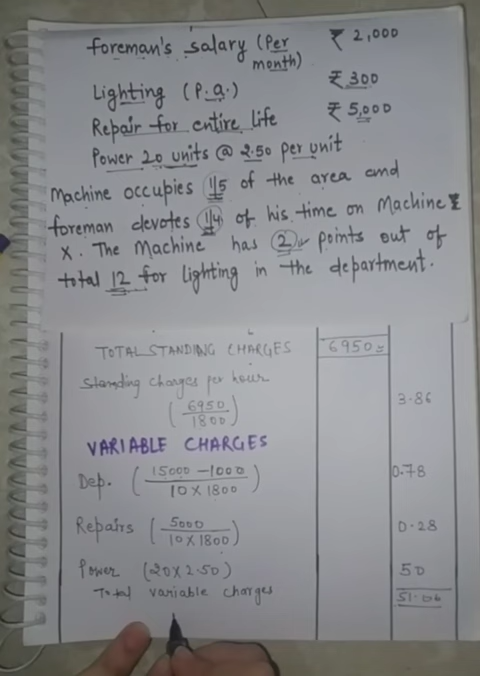 foreman's salary (Per month) ₹ 2,000
Lighting (P.a.) ₹ 300
Repair for entire life ₹ 5,000
Power 20 units @ 2.50 per unit
Machine occupies 1/5 of the area and
foreman devotes 1/4 of his time on Machine
X. The Machine has 2 points out of
total 12 for lighting in the department.
TOTAL STANDING CHARGES 6950
Standing charges per hour
(6950/1800) 3.86
VARIABLE CHARGES
Dep. (15000-1000/10×1800) 0.78
Repairs (5000/10×1800) 0.28
Power (20×2.50) 50
Total variable charges 51.06